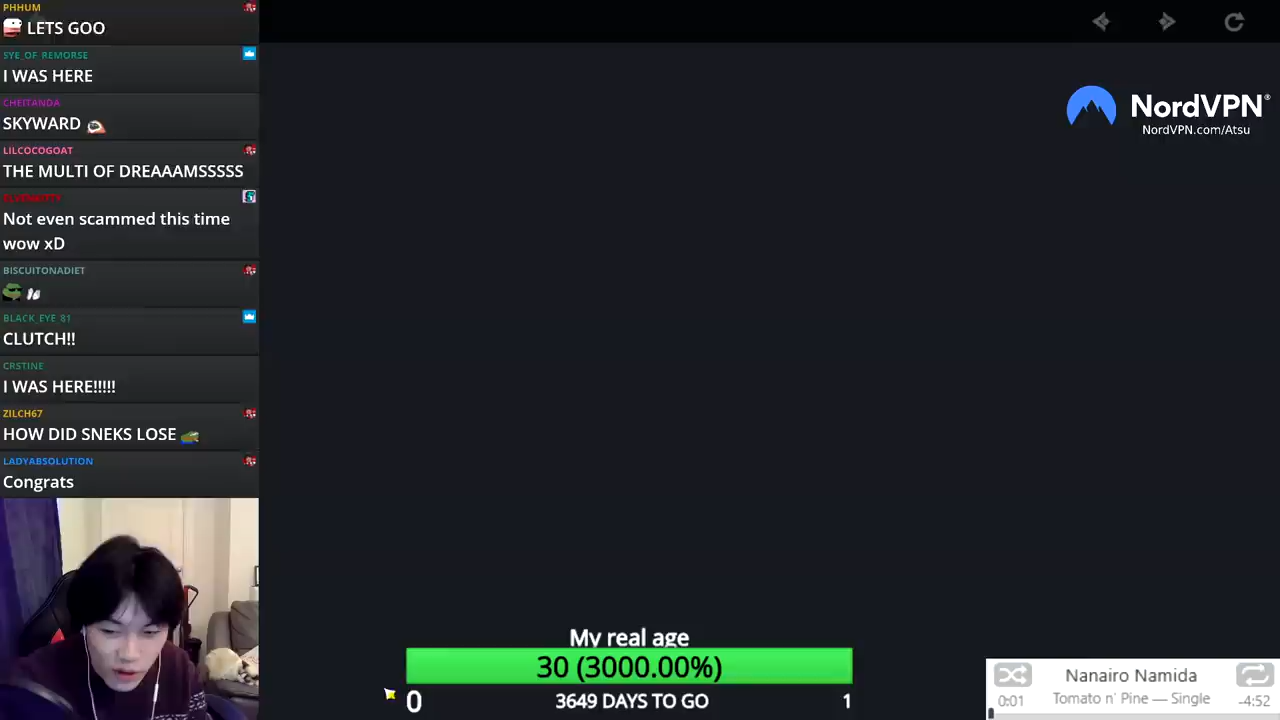 PHHUM
LETS GOO
SYE_OF_REMORSE
I WAS HERE
CHEITANDA
SKYWARD
LILCOCOGOAT
THE MULTI OF DREAAAMSSSSS
ELVENKITTY
Not even scammed this time
wow xD
BISCUITONADIET
BLACK_EYE_81
CLUTCH!!
CRSTINE
I WAS HERE!!!!!
ZILCH67
HOW DID SNEKS LOSE
LADYABSOLUTION
Congrats
NordVPN®
NordVPN.com/Atsu
My real age
30 (3000.00%)
0 3649 DAYS TO GO 1
Nanairo Namida
0:01 Tomato n' Pine — Single -4:52